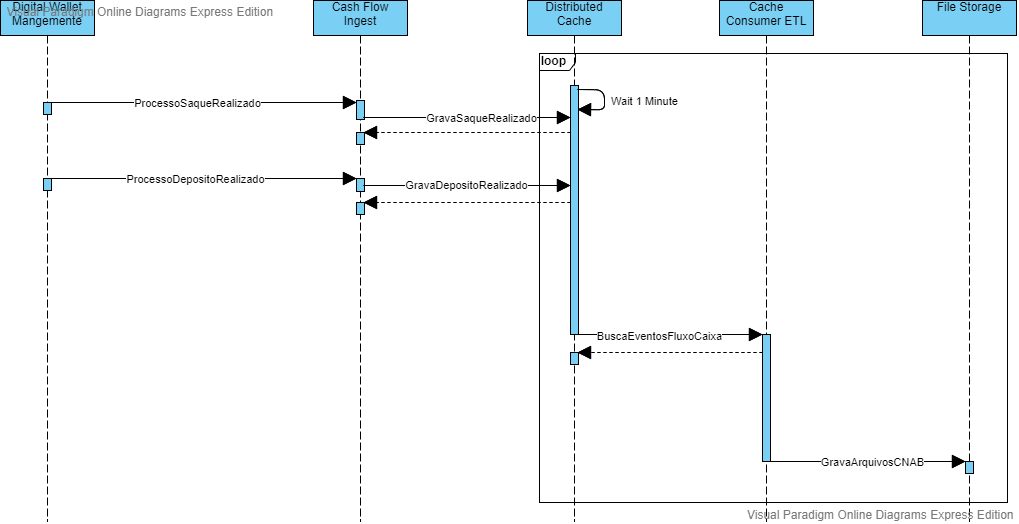 Visual Paradigm Online Diagrams Express Edition
Digital Wallet
Mangemente
Cash Flow
Ingest
Distributed
Cache
Cache
Consumer ETL
File Storage
loop
Wait 1 Minute
ProcessoSaqueRealizado
GravaSaqueRealizado
ProcessoDepositoRealizado
GravaDepositoRealizado
BuscaEventosFluxoCaixa
GravaArquivosCNAB
Visual Paradigm Online Diagrams Express Edition